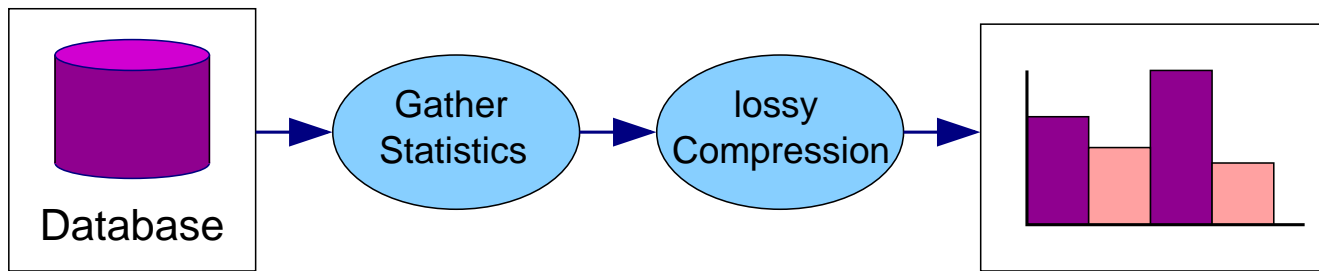 Database
Gather
Statistics
lossy
Compression